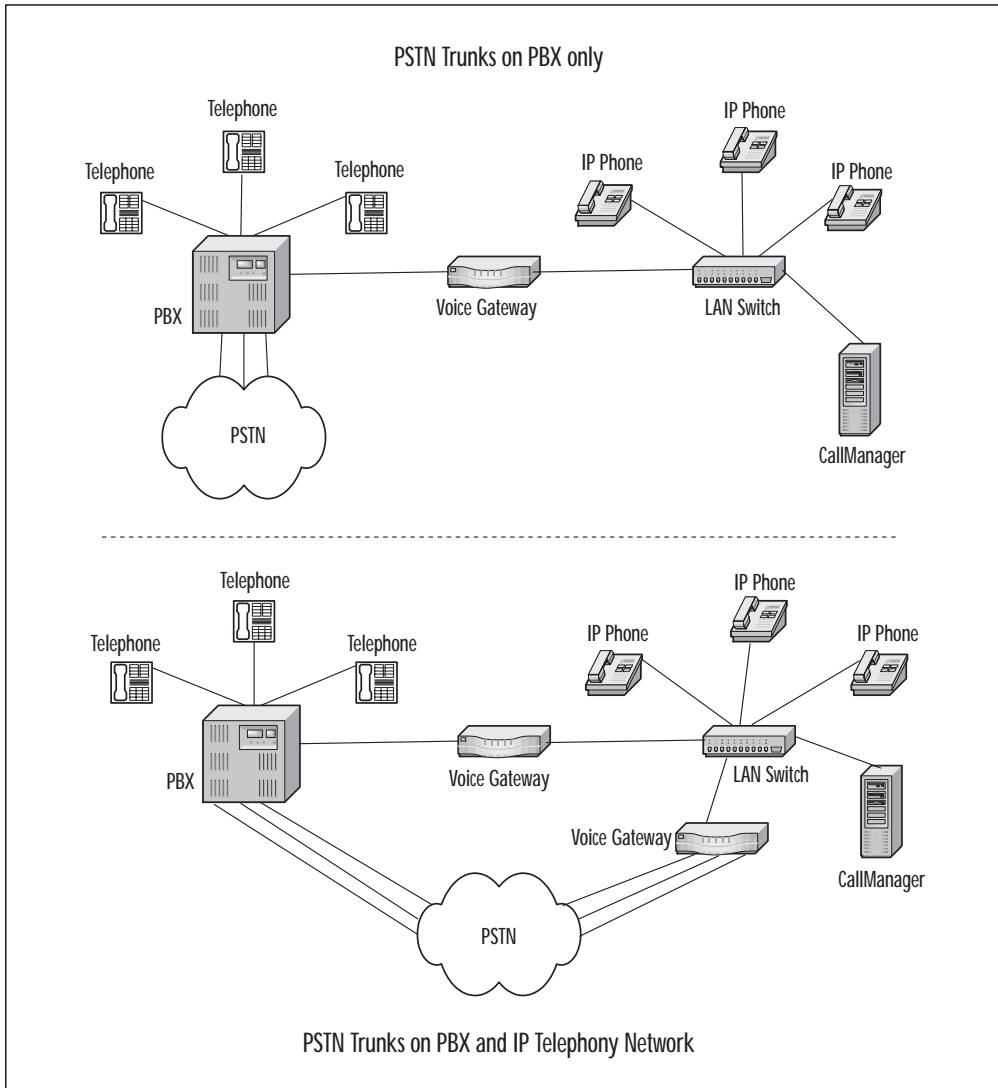 PSTN Trunks on PBX only
Telephone
IP Phone
Telephone
Telephone
IP Phone
IP Phone
PBX
Voice Gateway
LAN Switch
PSTN
CallManager
Telephone
IP Phone
Telephone
Telephone
IP Phone
IP Phone
PBX
Voice Gateway
LAN Switch
Voice Gateway
CallManager
PSTN
PSTN Trunks on PBX and IP Telephony Network